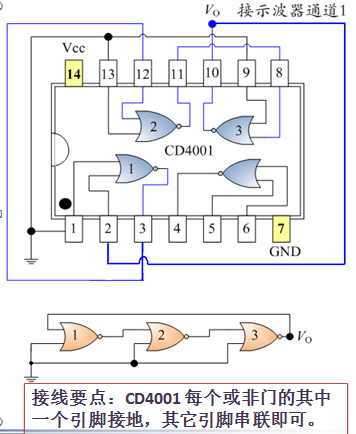 VO 接示波器通道1
Vcc
14 13 12 11 10 9 8
2 3
CD4001
1
1 2 3 4 5 6 7
GND
1 2 3 VO
接线要点：CD4001 每个或非门的其中
一个引脚接地，其它引脚串联即可。